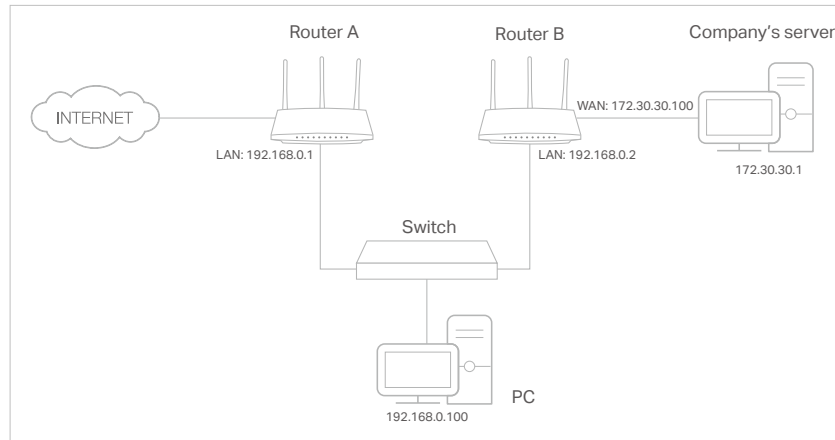 Router A
Router B
Company's server
INTERNET
WAN: 172.30.30.100
LAN: 192.168.0.1
LAN: 192.168.0.2
172.30.30.1
Switch
PC
192.168.0.100